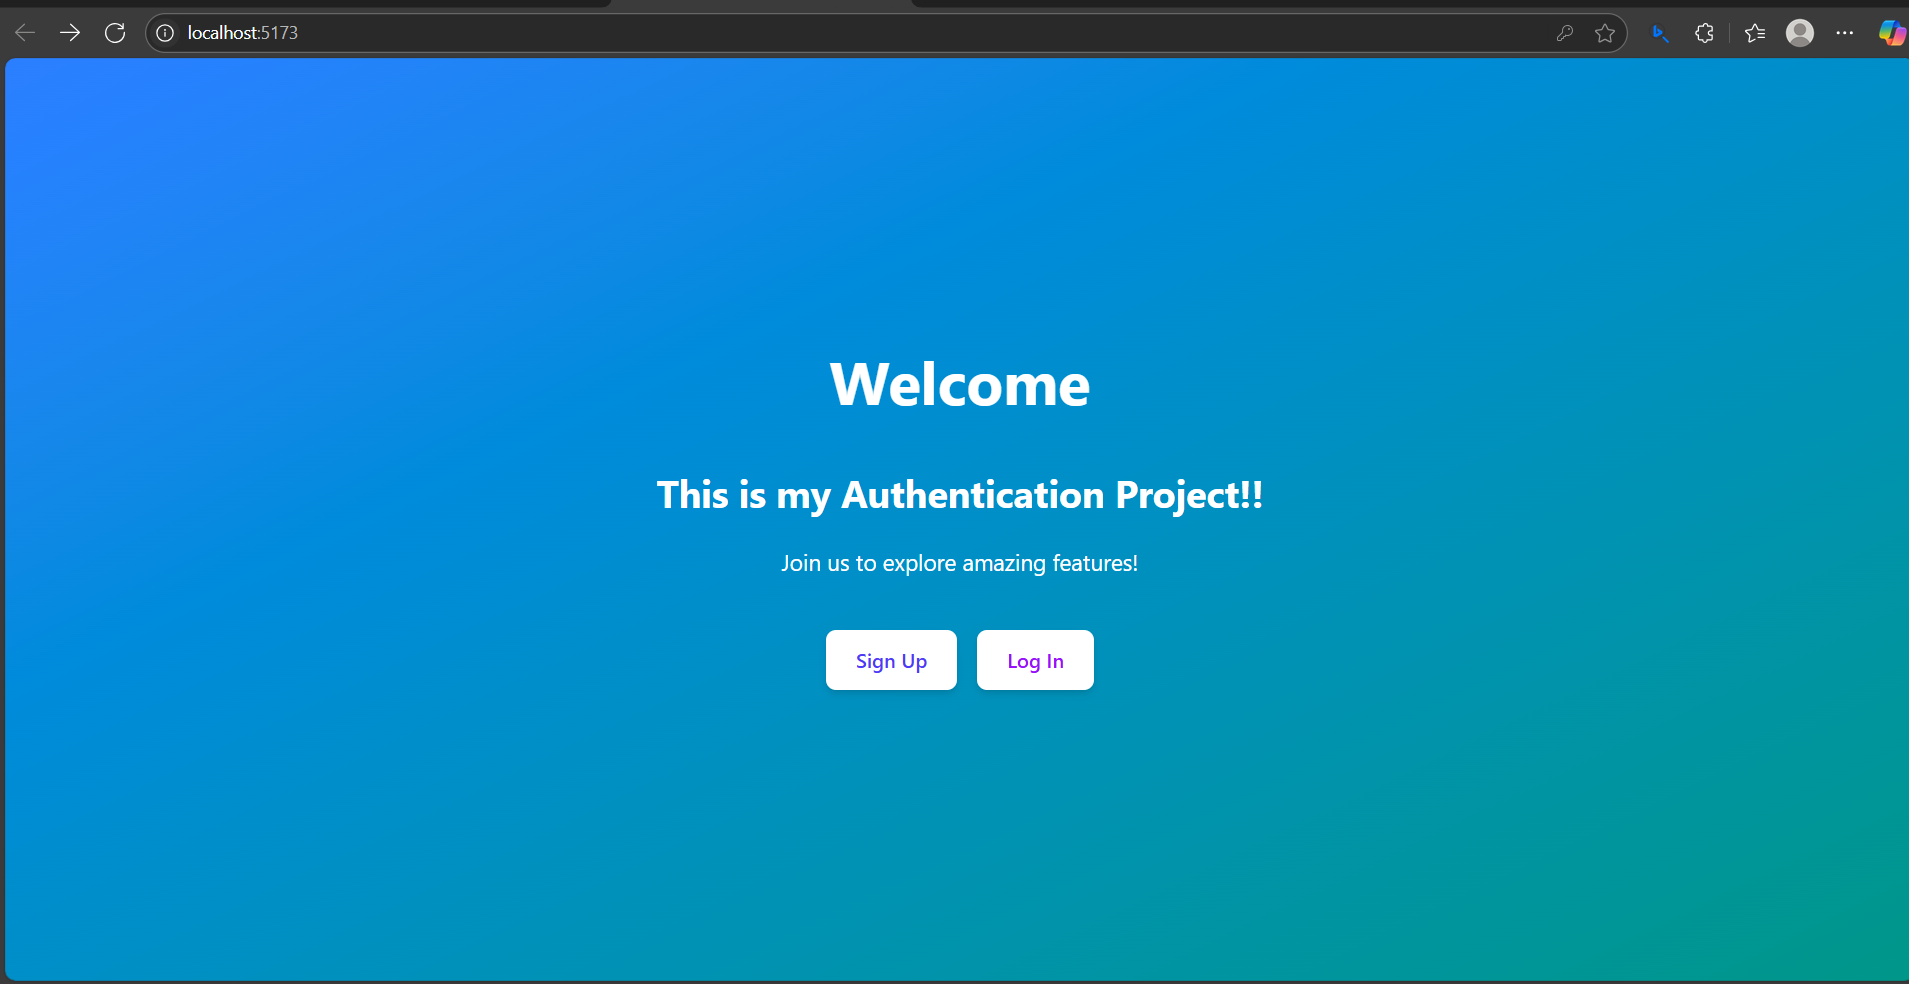 localhost:5173
Welcome
This is my Authentication Project!!
Join us to explore amazing features!
Sign Up
Log In